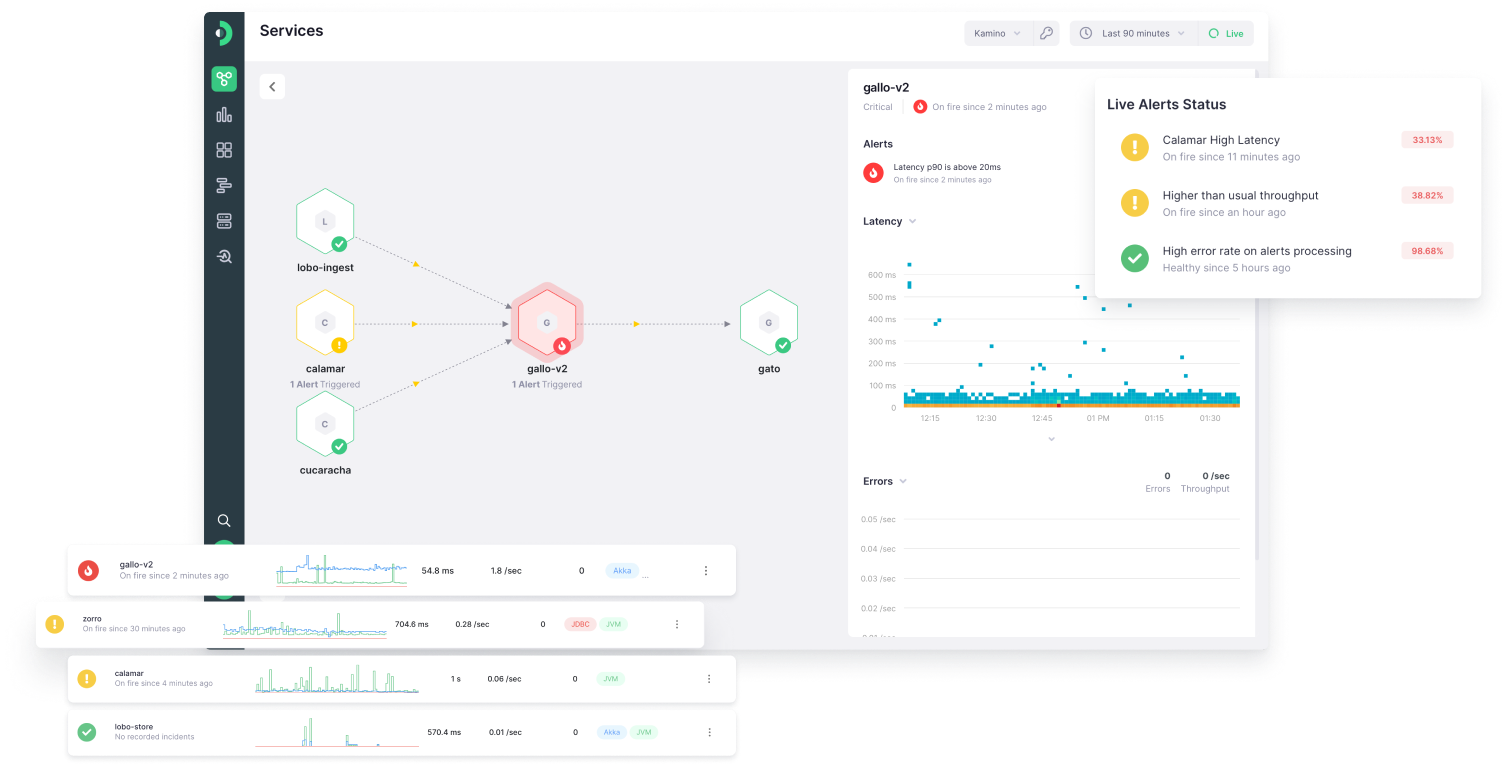 Services
Kamino
Last 90 minutes
Live
L
lobo-ingest
C
calamar
1 Alert Triggered
C
cucaracha
G
gallo-v2
1 Alert Triggered
G
gato
gallo-v2
Critical
On fire since 2 minutes ago
Alerts
Latency p90 is above 20ms
On fire since 2 minutes ago
Latency
600 ms
500 ms
400 ms
300 ms
200 ms
100 ms
0
12:15 12:30 12:45 01 PM 01:15 01:30
Errors
0 0 /sec
Errors Throughput
0.05 /sec
0.04 /sec
0.03 /sec
0.02 /sec
0.01 /sec
Live Alerts Status
Calamar High Latency
33.13%
On fire since 11 minutes ago
Higher than usual throughput
38.82%
On fire since an hour ago
High error rate on alerts processing
98.68%
Healthy since 5 hours ago
gallo-v2
On fire since 2 minutes ago
54.8 ms 1.8 /sec 0 Akka ...
zorro
On fire since 30 minutes ago
704.6 ms 0.28 /sec 0 JDBC JVM
calamar
On fire since 4 minutes ago
1 s 0.06 /sec 0 JVM
lobo-store
No recorded incidents
570.4 ms 0.01 /sec 0 Akka JVM